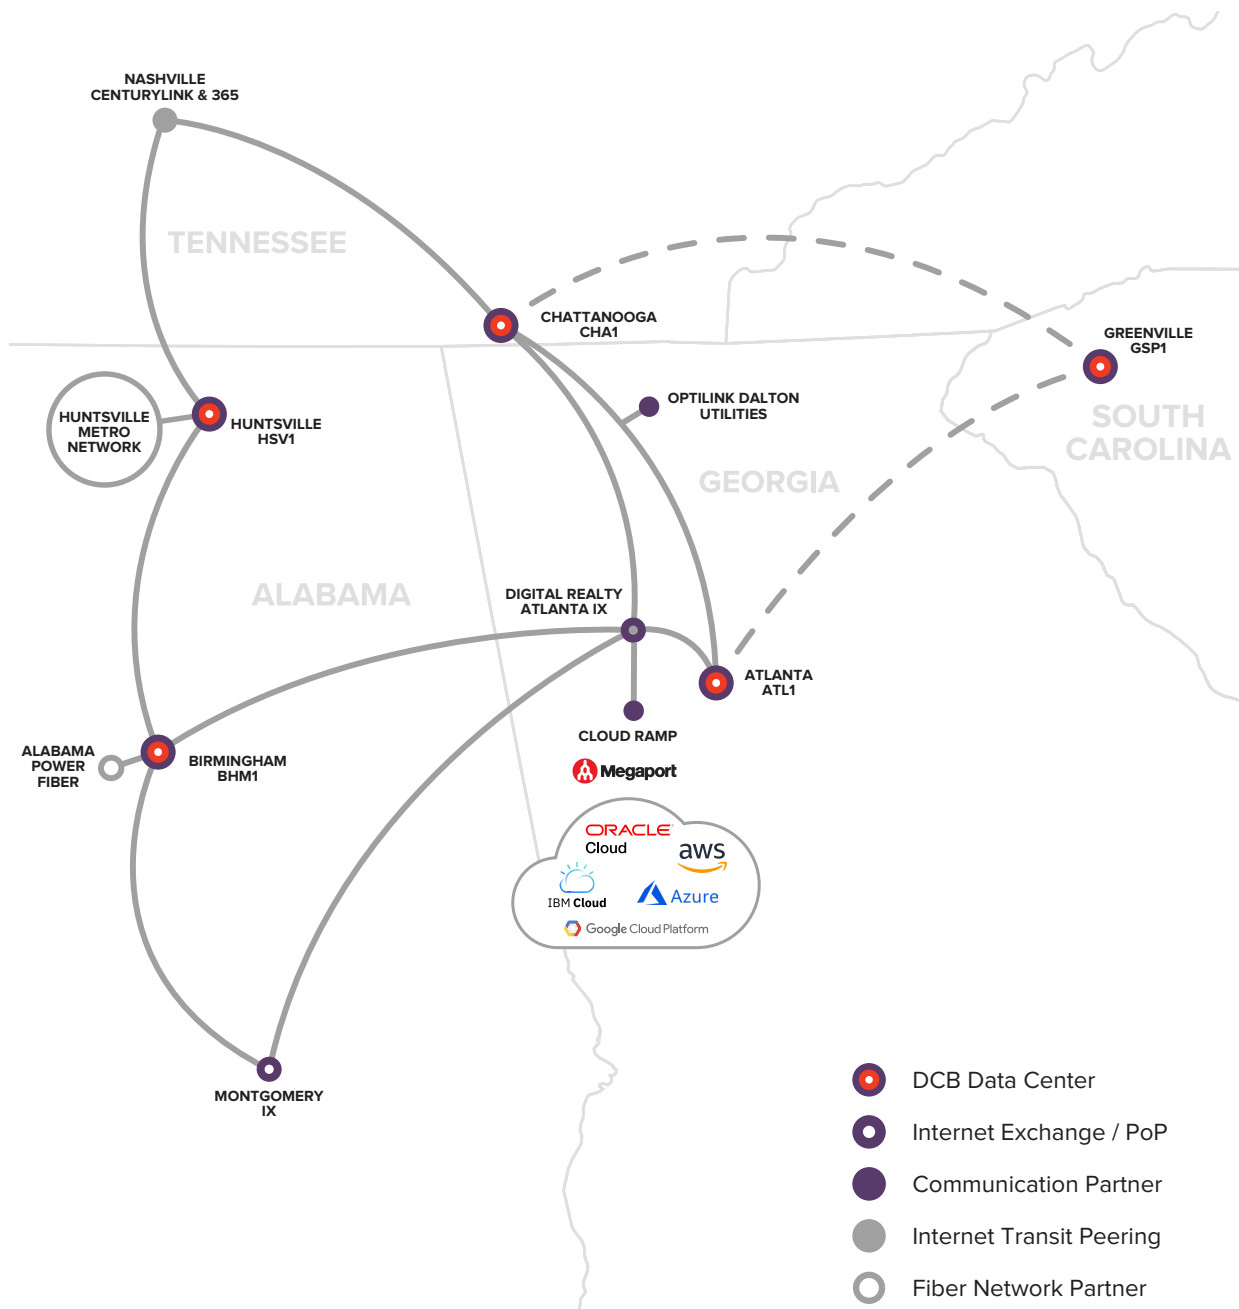 NASHVILLE
CENTURYLINK & 365
TENNESSEE
CHATTANOOGA
CHA1
GREENVILLE
GSP1
HUNTSVILLE
METRO
NETWORK
HUNTSVILLE
HSV1
OPTILINK DALTON
UTILITIES
SOUTH
CAROLINA
GEORGIA
ALABAMA
DIGITAL REALTY
ATLANTA IX
ATLANTA
ATL1
CLOUD RAMP
Megaport
ALABAMA
POWER
FIBER
BIRMINGHAM
BHM1
ORACLE
Cloud
aws
IBM Cloud
Azure
Google Cloud Platform
MONTGOMERY
IX
DCB Data Center
Internet Exchange / PoP
Communication Partner
Internet Transit Peering
Fiber Network Partner